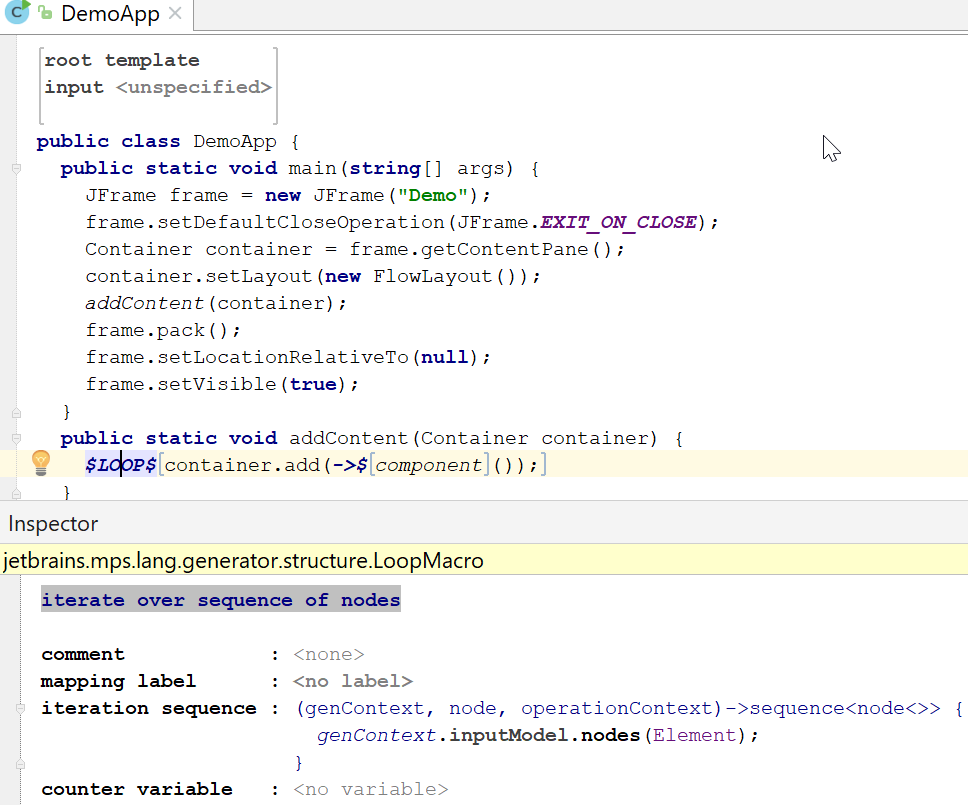 C DemoApp
root template
input <unspecified>
public class DemoApp {
public static void main(string[] args) {
JFrame frame = new JFrame("Demo");
frame.setDefaultCloseOperation(JFrame.EXIT_ON_CLOSE);
Container container = frame.getContentPane();
container.setLayout(new FlowLayout());
addContent(container);
frame.pack();
frame.setLocationRelativeTo(null);
frame.setVisible(true);
}
public static void addContent(Container container) {
$LOOP$[container.add(->$[component]());]
}
Inspector
jetbrains.mps.lang.generator.structure.LoopMacro
iterate over sequence of nodes
comment : <none>
mapping label : <no label>
iteration sequence : (genContext, node, operationContext)->sequence<node<>> {
genContext.inputModel.nodes(Element);
}
counter variable : <no variable>